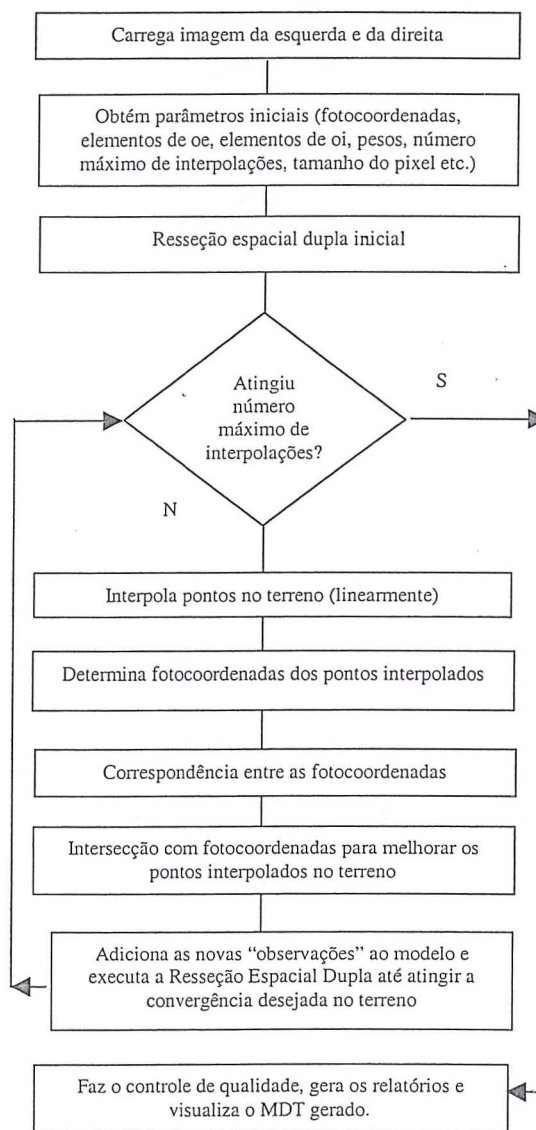 Carrega imagem da esquerda e da direita
Obtém parâmetros iniciais (fotocoordenadas,
elementos de oe, elementos de oi, pesos, número
máximo de interpolações, tamanho do pixel etc.)
Resseção espacial dupla inicial
Atingiu
número
máximo de
interpolações?
S
N
Interpola pontos no terreno (linearmente)
Determina fotocoordenadas dos pontos interpolados
Correspondência entre as fotocoordenadas
Intersecção com fotocoordenadas para melhorar os
pontos interpolados no terreno
Adiciona as novas “observações” ao modelo e
executa a Resseção Espacial Dupla até atingir a
convergência desejada no terreno
Faz o controle de qualidade, gera os relatórios e
visualiza o MDT gerado.